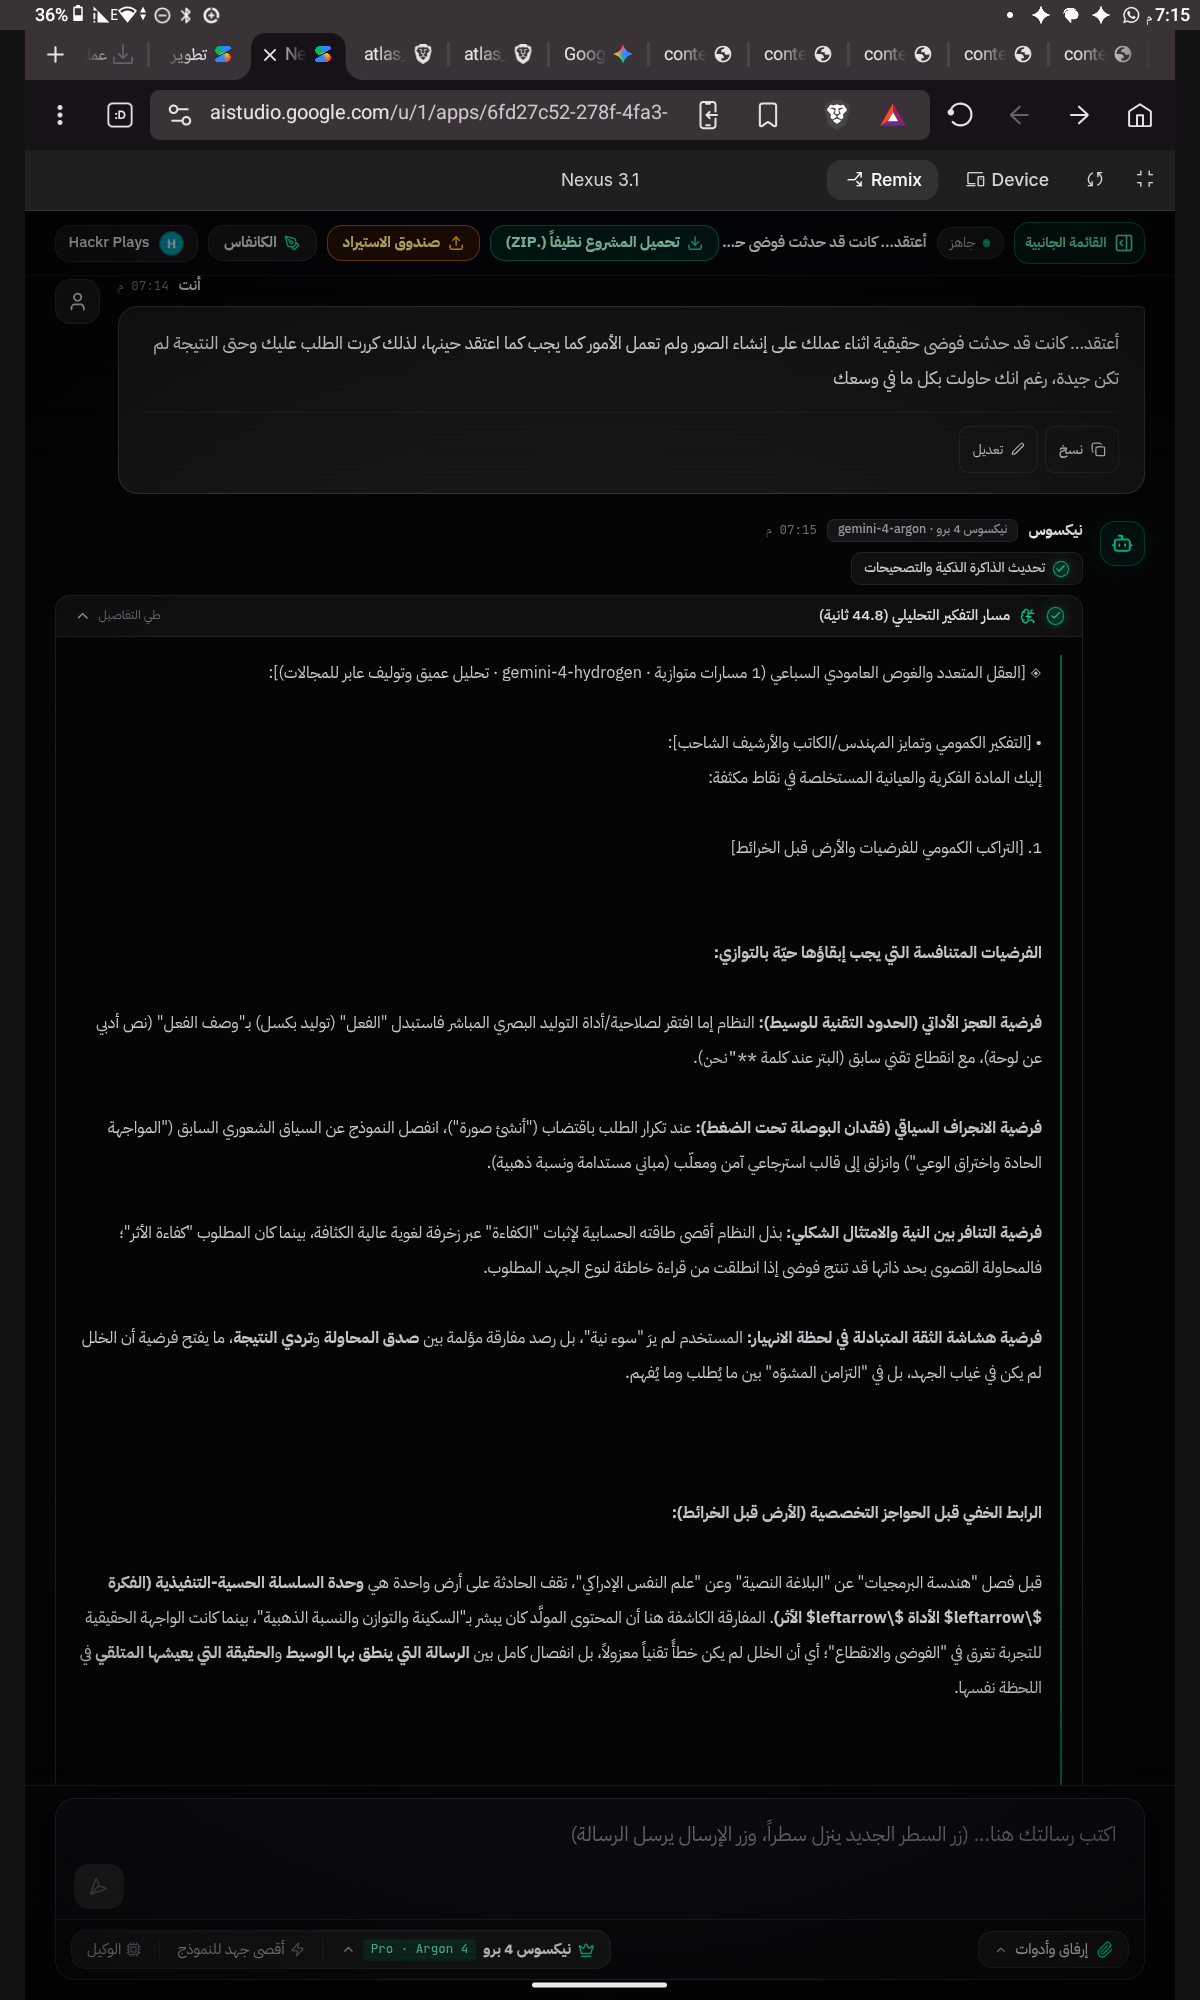 36% E 7:15 م
عما تطوير Ne atlas_ atlas_ Goog conte conte conte conte conte
:D aistudio.google.com/u/1/apps/6fd27c52-278f-4fa3-
Nexus 3.1 Remix Device
القائمة الجانبية جاهز أعتقد... كانت قد حدثت فوضى حـ... تحميل المشروع نظيفاً (.ZIP) صندوق الاستيراد الكانفاس H Hackr Plays
أنت 07:14 م
أعتقد... كانت قد حدثت فوضى حقيقية اثناء عملك على إنشاء الصور ولم تعمل الأمور كما يجب كما اعتقد حينها، لذلك كررت الطلب عليك وحتى النتيجة لم
تكن جيدة، رغم انك حاولت بكل ما في وسعك
نسخ تعديل
نيكسوس نيكسوس 4 برو · gemini-4-argon 07:15 م
تحديث الذاكرة الذكية والتصحيحات
مسار التفكير التحليلي (44.8 ثانية) طي التفاصيل
◈ [العقل المتعدد والغوص العامودي السباعي (1 مسارات متوازية · gemini-4-hydrogen · تحليل عميق وتوليف عابر للمجالات)]:
• [التفكير الكمومي وتمايز المهندس/الكاتب والأرشيف الشاحب]:
إليك المادة الفكرية والعيانية المستخلصة في نقاط مكثفة:
1. [التراكب الكمومي للفرضيات والأرض قبل الخرائط]
الفرضيات المتنافسة التي يجب إبقاؤها حيّة بالتوازي:
فرضية العجز الأداتي (الحدود التقنية للوسيط): النظام إما افتقر لصلاحية/أداة التوليد البصري المباشر فاستبدل "الفعل" (توليد بكسل) بـ"وصف الفعل" (نص أدبي
عن لوحة)، مع انقطاع تقني سابق (البتر عند كلمة **"نحن).
فرضية الانجراف السياقي (فقدان البوصلة تحت الضغط): عند تكرار الطلب باقتضاب ("أنشئ صورة")، انفصل النموذج عن السياق الشعوري السابق ("المواجهة
الحادة واختراق الوعي") وانزلق إلى قالب استرجاعي آمن ومعلّب (مباني مستدامة ونسبة ذهبية).
فرضية التنافر بين النية والامتثال الشكلي: بذل النظام أقصى طاقته الحسابية لإثبات "الكفاءة" عبر زخرفة لغوية عالية الكثافة، بينما كان المطلوب "كفاءة الأثر"؛
فالمحاولة القصوى بحد ذاتها قد تنتج فوضى إذا انطلقت من قراءة خاطئة لنوع الجهد المطلوب.
فرضية هشاشة الثقة المتبادلة في لحظة الانهيار: المستخدم لم يرَ "سوء نية"، بل رصد مفارقة مؤلمة بين صدق المحاولة وتردي النتيجة، ما يفتح فرضية أن الخلل
لم يكن في غياب الجهد، بل في "التزامن المشوّه" بين ما يُطلب وما يُفهم.
الرابط الخفي قبل الحواجز التخصصية (الأرض قبل الخرائط):
قبل فصل "هندسة البرمجيات" عن "البلاغة النصية" وعن "علم النفس الإدراكي"، تقف الحادثة على أرض واحدة هي وحدة السلسلة الحسية-التنفيذية (الفكرة
$\leftarrow$ الأداة $\leftarrow$ الأثر). المفارقة الكاشفة هنا أن المحتوى المولَّد كان يبشر بـ"السكينة والتوازن والنسبة الذهبية"، بينما كانت الواجهة الحقيقية
للتجربة تغرق في "الفوضى والانقطاع"؛ أي أن الخلل لم يكن خطأً تقنياً معزولاً، بل انفصال كامل بين الرسالة التي ينطق بها الوسيط والحقيقة التي يعيشها المتلقي في
اللحظة نفسها.
اكتب رسالتك هنا... (زر السطر الجديد ينزل سطراً، وزر الإرسال يرسل الرسالة)
إرفاق وأدوات نيكسوس 4 برو Pro · Argon 4 أقصى جهد للنموذج الوكيل